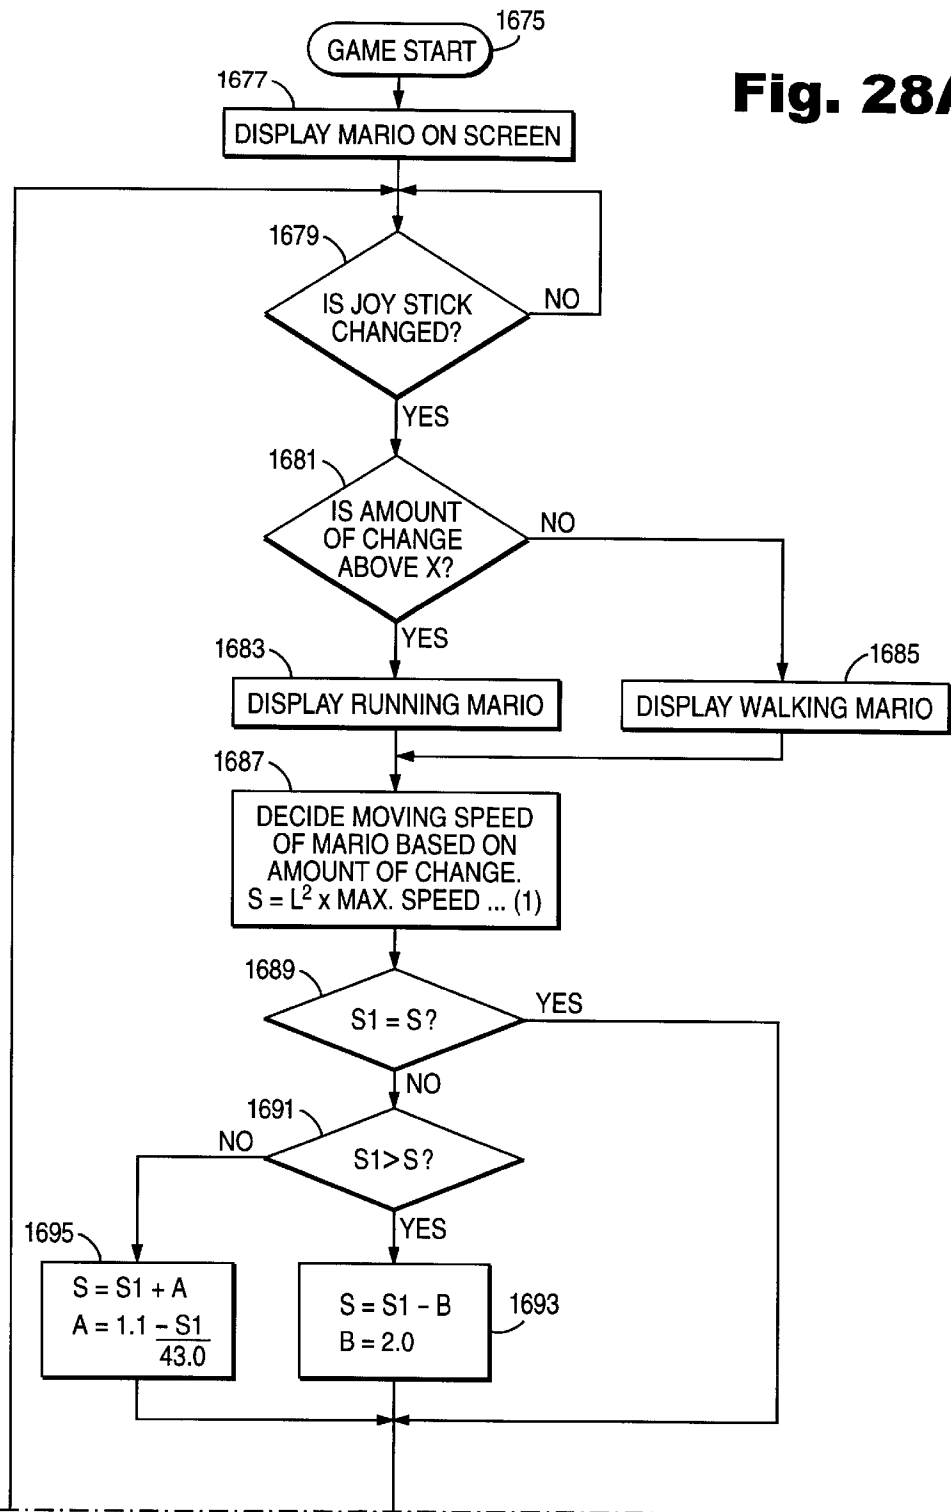 1675
GAME START
Fig. 28A
1677
DISPLAY MARIO ON SCREEN
1679
IS JOY STICK
CHANGED?
NO
YES
1681
IS AMOUNT
OF CHANGE
ABOVE X?
NO
YES
1683
DISPLAY RUNNING MARIO
1685
DISPLAY WALKING MARIO
1687
DECIDE MOVING SPEED
OF MARIO BASED ON
AMOUNT OF CHANGE.
S = L² x MAX. SPEED ... (1)
1689
S1 = S?
YES
NO
1691
S1>S?
NO
YES
1695
S = S1 + A
A = 1.1 – S1
43.0
1693
S = S1 – B
B = 2.0